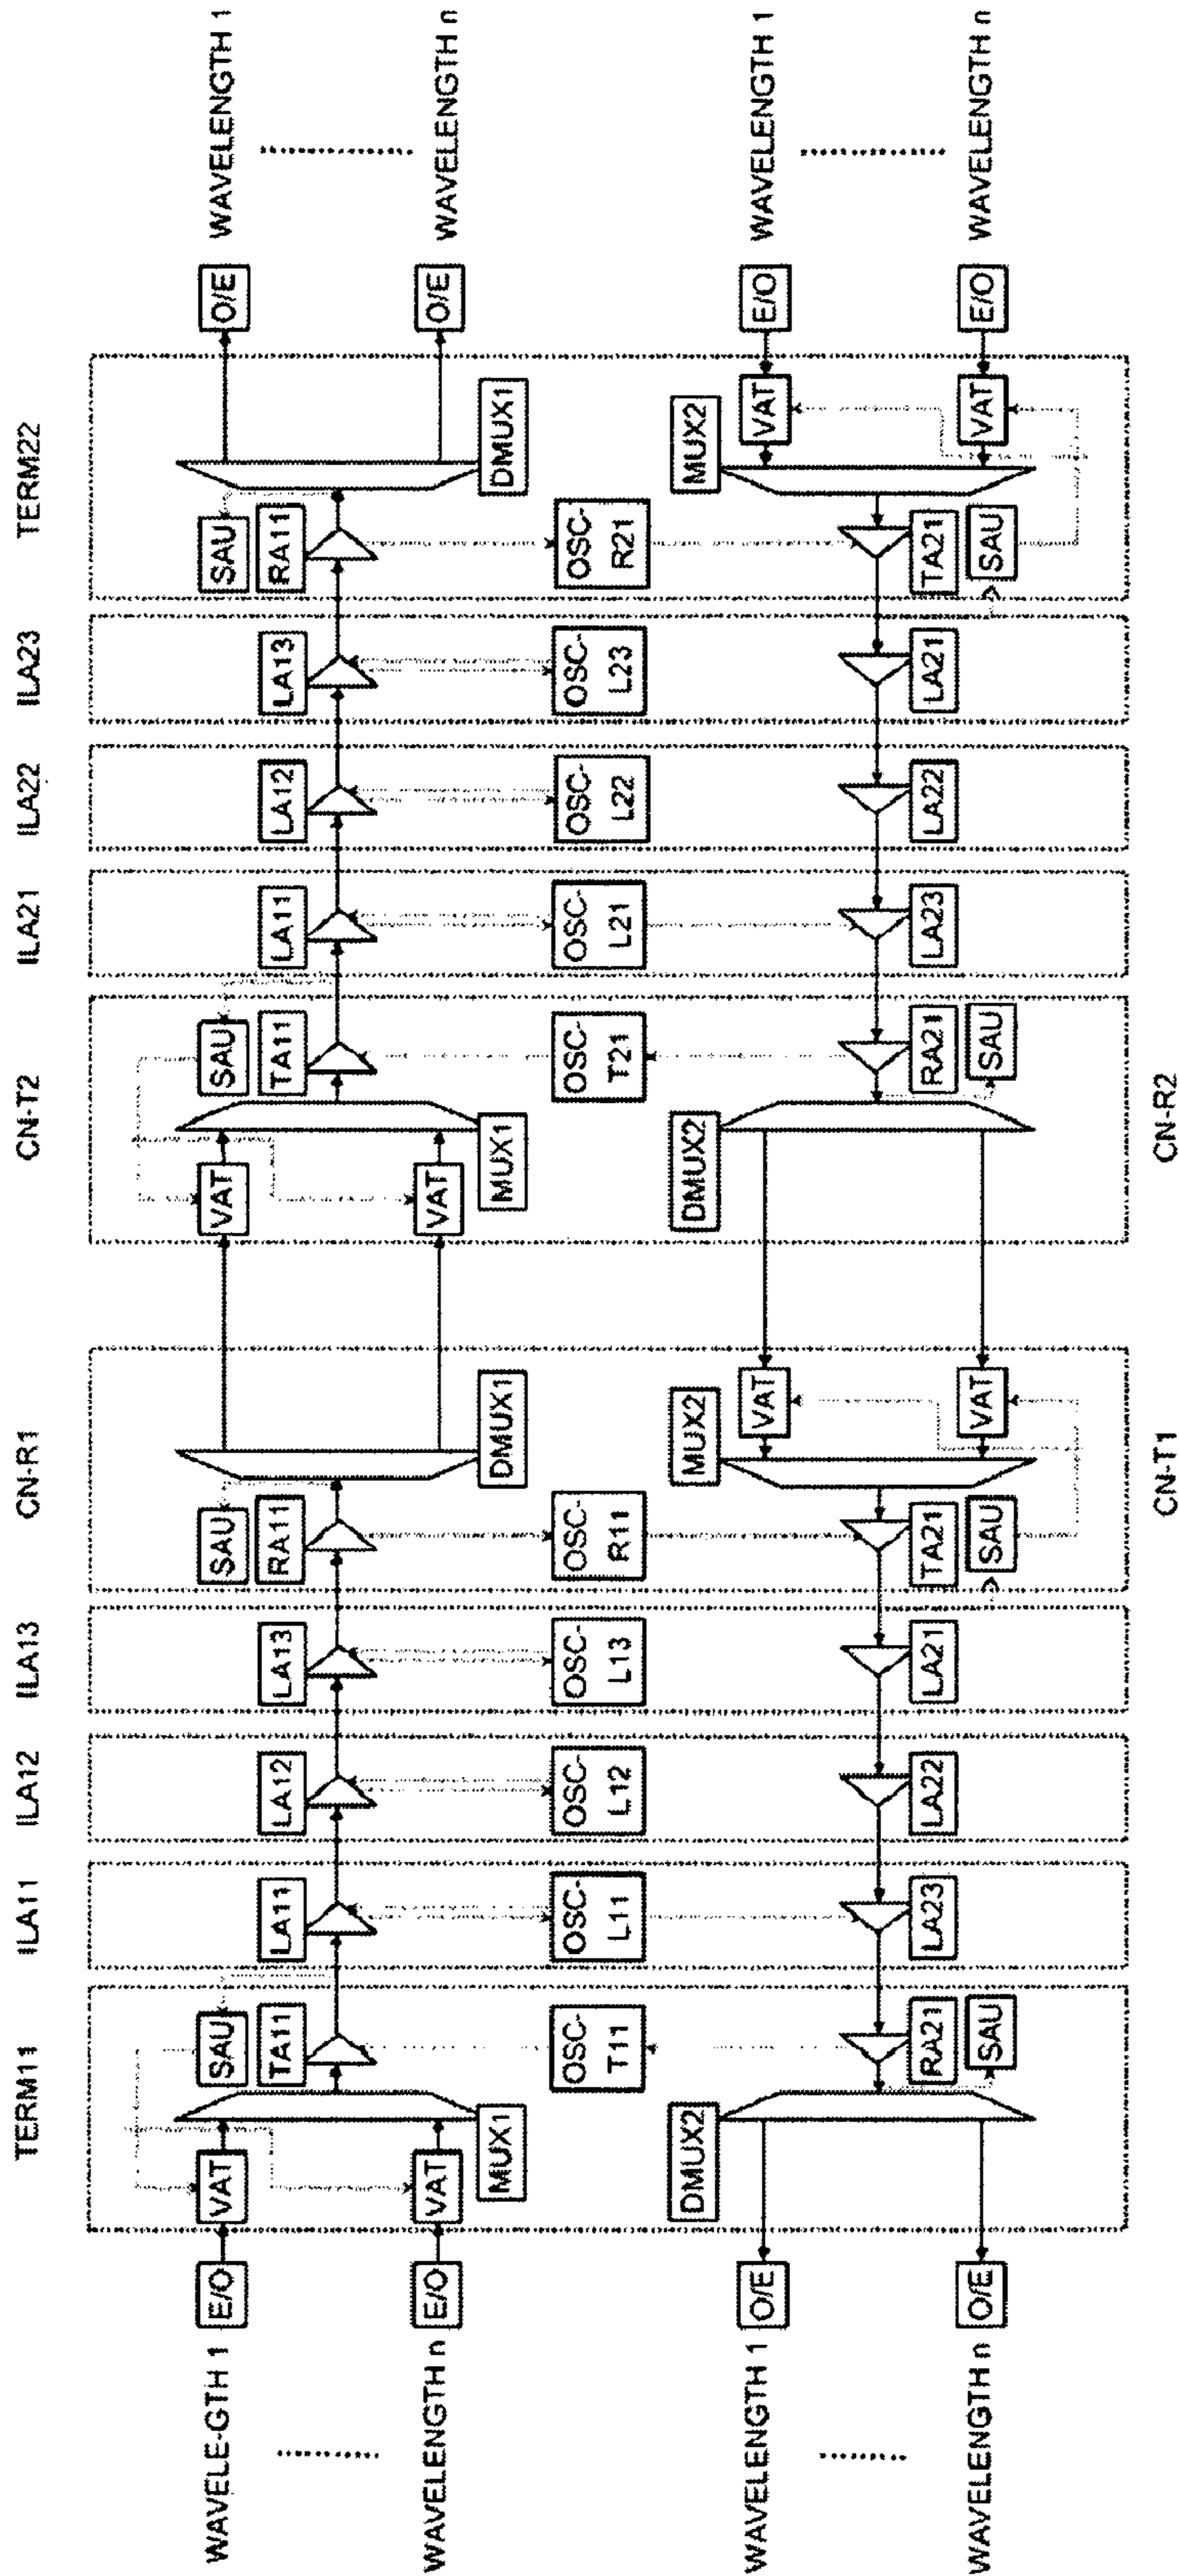 TERM11
ILA11
ILA12
ILA13
CN-R1
CN-T2
ILA21
ILA22
ILA23
TERM22
WAVELE-GTH 1
E/O
VAT
SAU
TA11
LA11
LA12
LA13
SAU
RA11
VAT
SAU
TA11
LA11
LA12
LA13
SAU
RA11
O/E
WAVELENGTH 1
WAVELENGTH n
E/O
VAT
MUX1
DMUX1
VAT
MUX1
DMUX1
O/E
WAVELENGTH n
OSC-
T11
OSC-
L11
OSC-
L12
OSC-
L13
OSC-
R11
OSC-
T21
OSC-
L21
OSC-
L22
OSC-
L23
OSC-
R21
WAVELENGTH 1
O/E
DMUX2
MUX2
VAT
DMUX2
MUX2
VAT
E/O
WAVELENGTH 1
RA21
LA23
LA22
LA21
TA21
RA21
LA23
LA22
LA21
TA21
WAVELENGTH n
O/E
SAU
SAU
VAT
SAU
SAU
VAT
E/O
WAVELENGTH n
CN-T1
CN-R2